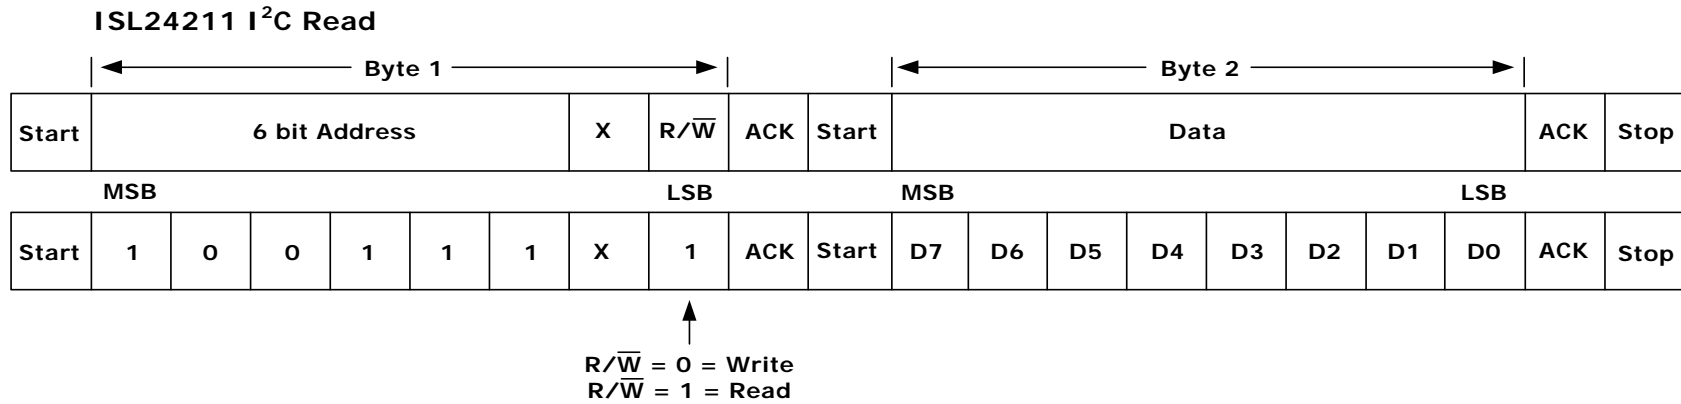 ISL24211 I²C Read
Byte 1 Byte 2
Start 6 bit Address X R/W̅ ACK Start Data ACK Stop
MSB LSB MSB LSB
Start 1 0 0 1 1 1 X 1 ACK Start D7 D6 D5 D4 D3 D2 D1 D0 ACK Stop
R/W̅ = 0 = Write
R/W̅ = 1 = Read